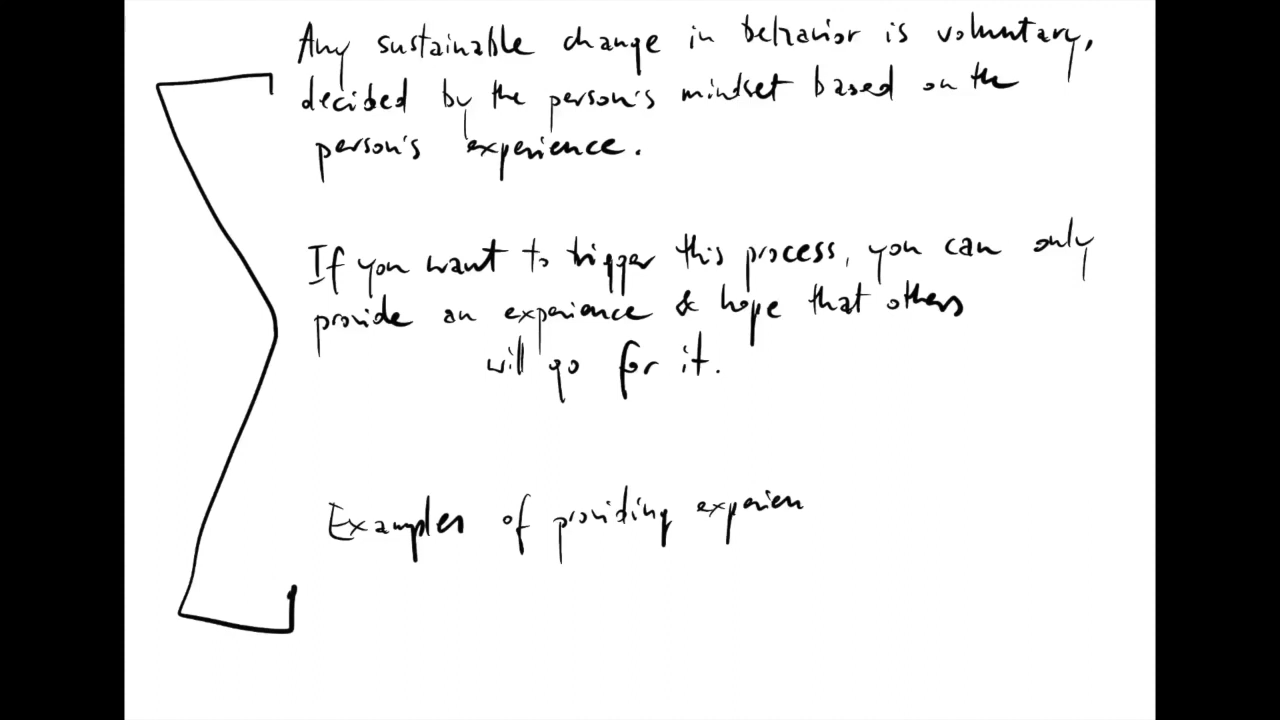 Any sustainable change in behavior is voluntary,
decided by the person's mindset based on the
person's experience.
If you want to trigger this process, you can only
provide an experience & hope that others
will go for it.
Examples of providing experien